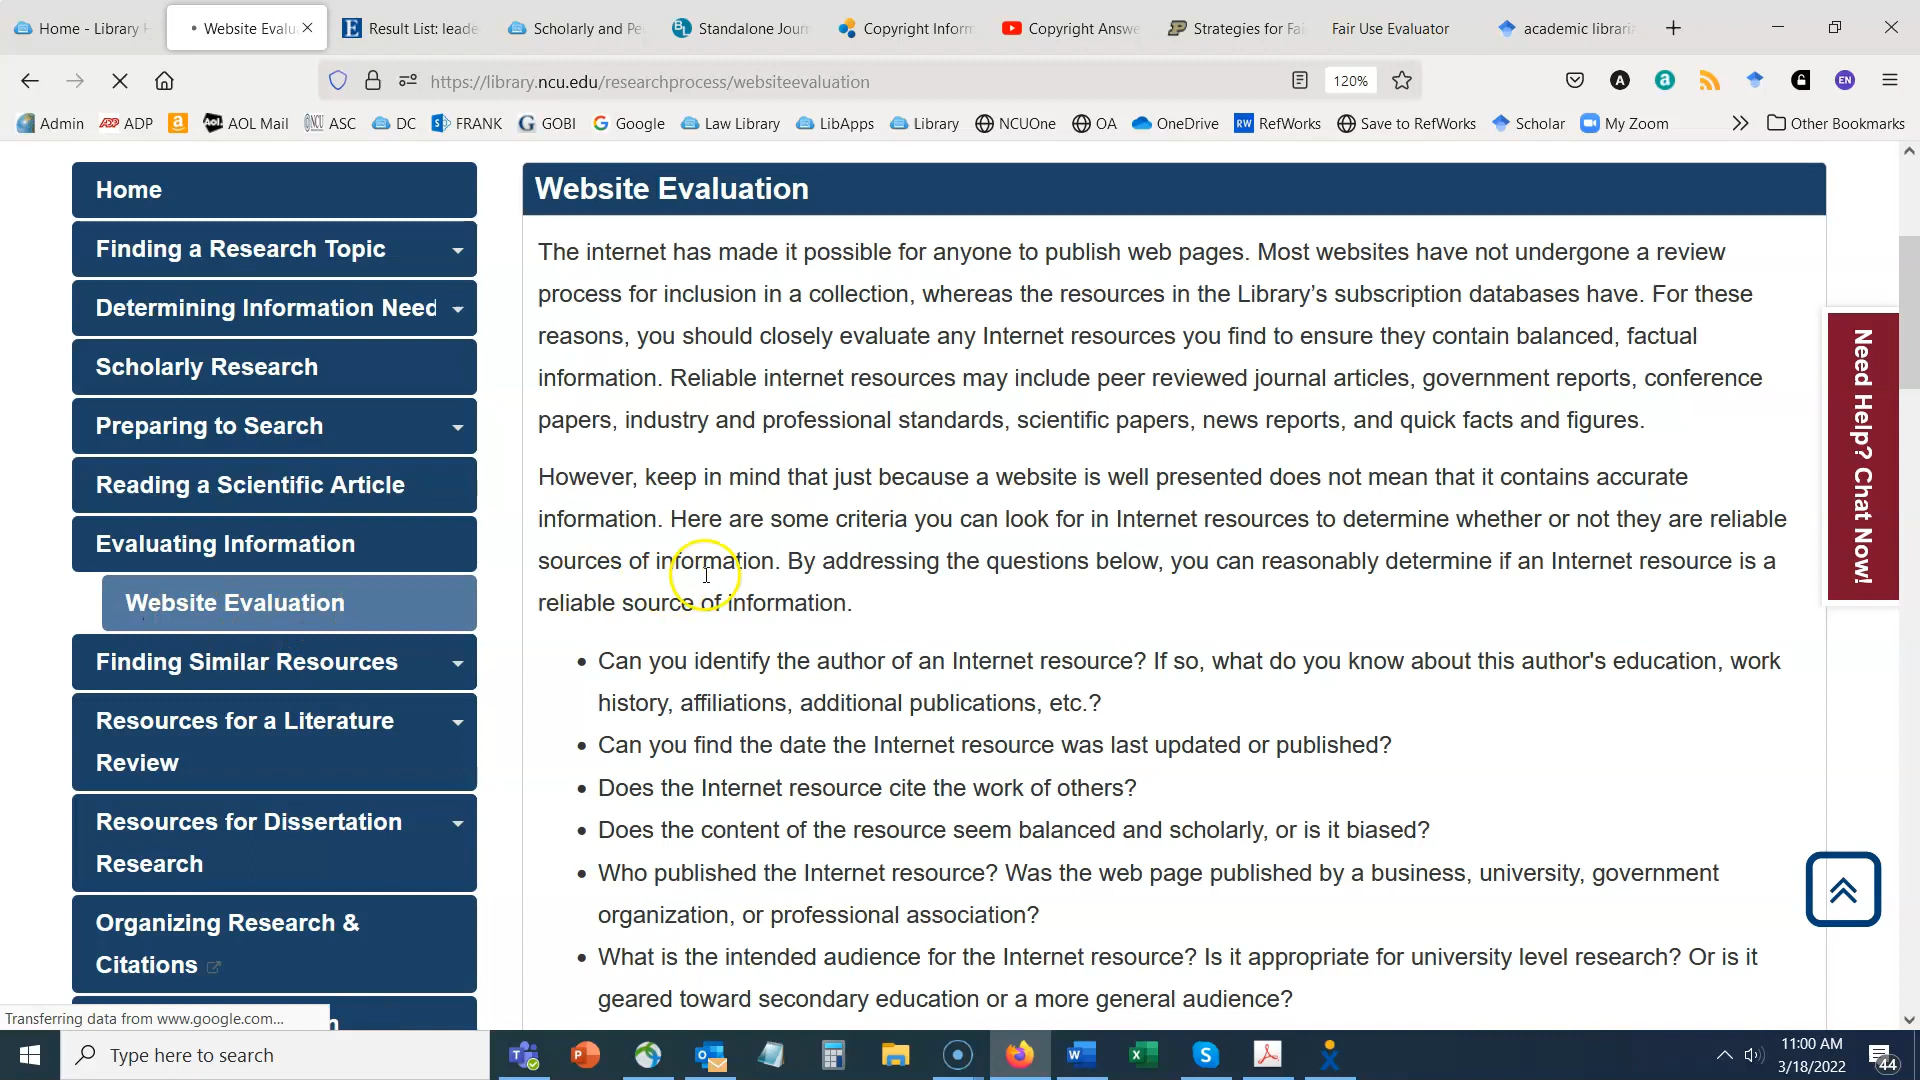 Home - Library
Website Evalu
Result List: leade
Scholarly and Pe
Standalone Jour
Copyright Inform
Copyright Answe
Strategies for Fai
Fair Use Evaluator
academic librari
https://library.ncu.edu/researchprocess/websiteevaluation
120%
A
a
EN
Admin
ADP
a
Aol.
AOL Mail
NCU
ASC
DC
FRANK
G
GOBI
Google
Law Library
LibApps
Library
NCUOne
OA
OneDrive
RW
RefWorks
Save to RefWorks
Scholar
My Zoom
Other Bookmarks
Home
Finding a Research Topic
Determining Information Need
Scholarly Research
Preparing to Search
Reading a Scientific Article
Evaluating Information
Website Evaluation
Finding Similar Resources
Resources for a Literature
Review
Resources for Dissertation
Research
Organizing Research &
Citations
Website Evaluation
The internet has made it possible for anyone to publish web pages. Most websites have not undergone a review
process for inclusion in a collection, whereas the resources in the Library's subscription databases have. For these
reasons, you should closely evaluate any Internet resources you find to ensure they contain balanced, factual
information. Reliable internet resources may include peer reviewed journal articles, government reports, conference
papers, industry and professional standards, scientific papers, news reports, and quick facts and figures.
However, keep in mind that just because a website is well presented does not mean that it contains accurate
information. Here are some criteria you can look for in Internet resources to determine whether or not they are reliable
sources of information. By addressing the questions below, you can reasonably determine if an Internet resource is a
reliable source of information.
• Can you identify the author of an Internet resource? If so, what do you know about this author's education, work
history, affiliations, additional publications, etc.?
• Can you find the date the Internet resource was last updated or published?
• Does the Internet resource cite the work of others?
• Does the content of the resource seem balanced and scholarly, or is it biased?
• Who published the Internet resource? Was the web page published by a business, university, government
organization, or professional association?
• What is the intended audience for the Internet resource? Is it appropriate for university level research? Or is it
geared toward secondary education or a more general audience?
Need Help? Chat Now!
Transferring data from www.google.com...
Type here to search
11:00 AM
3/18/2022
44